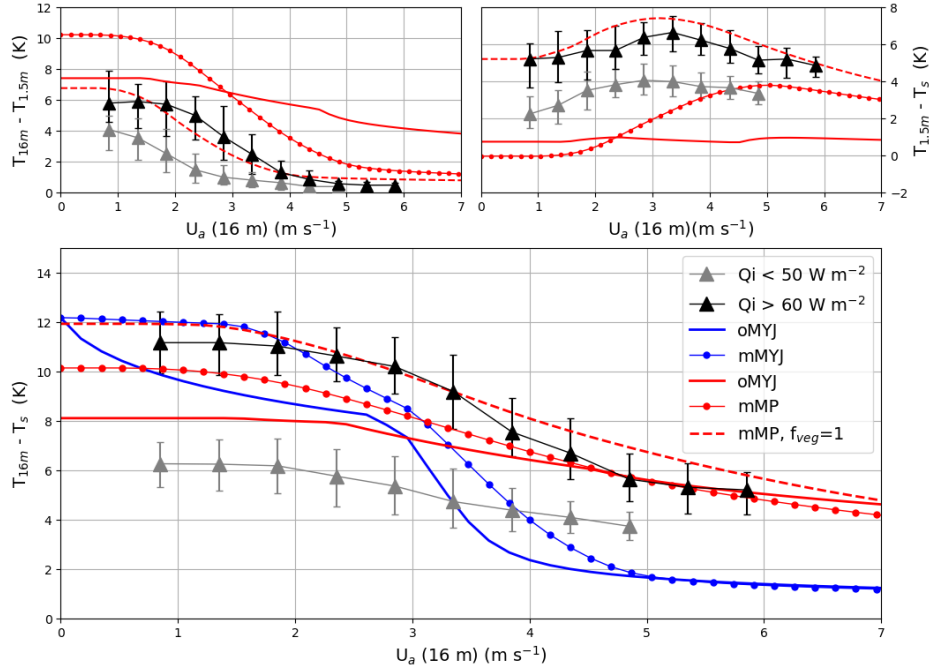 T16m - T1.5m (K)
12
10
8
6
4
2
0
0 1 2 3 4 5 6 7
Ua (16 m) (m s−1)
8
6
4
2
0
−2
T1.5m - Ts (K)
0 1 2 3 4 5 6 7
Ua (16 m)(m s−1)
T16m - Ts (K)
14
12
10
8
6
4
2
0
0 1 2 3 4 5 6 7
Ua (16 m) (m s−1)
Qi < 50 W m−2
Qi > 60 W m−2
oMYJ
mMYJ
oMYJ
mMP
mMP, fveg=1